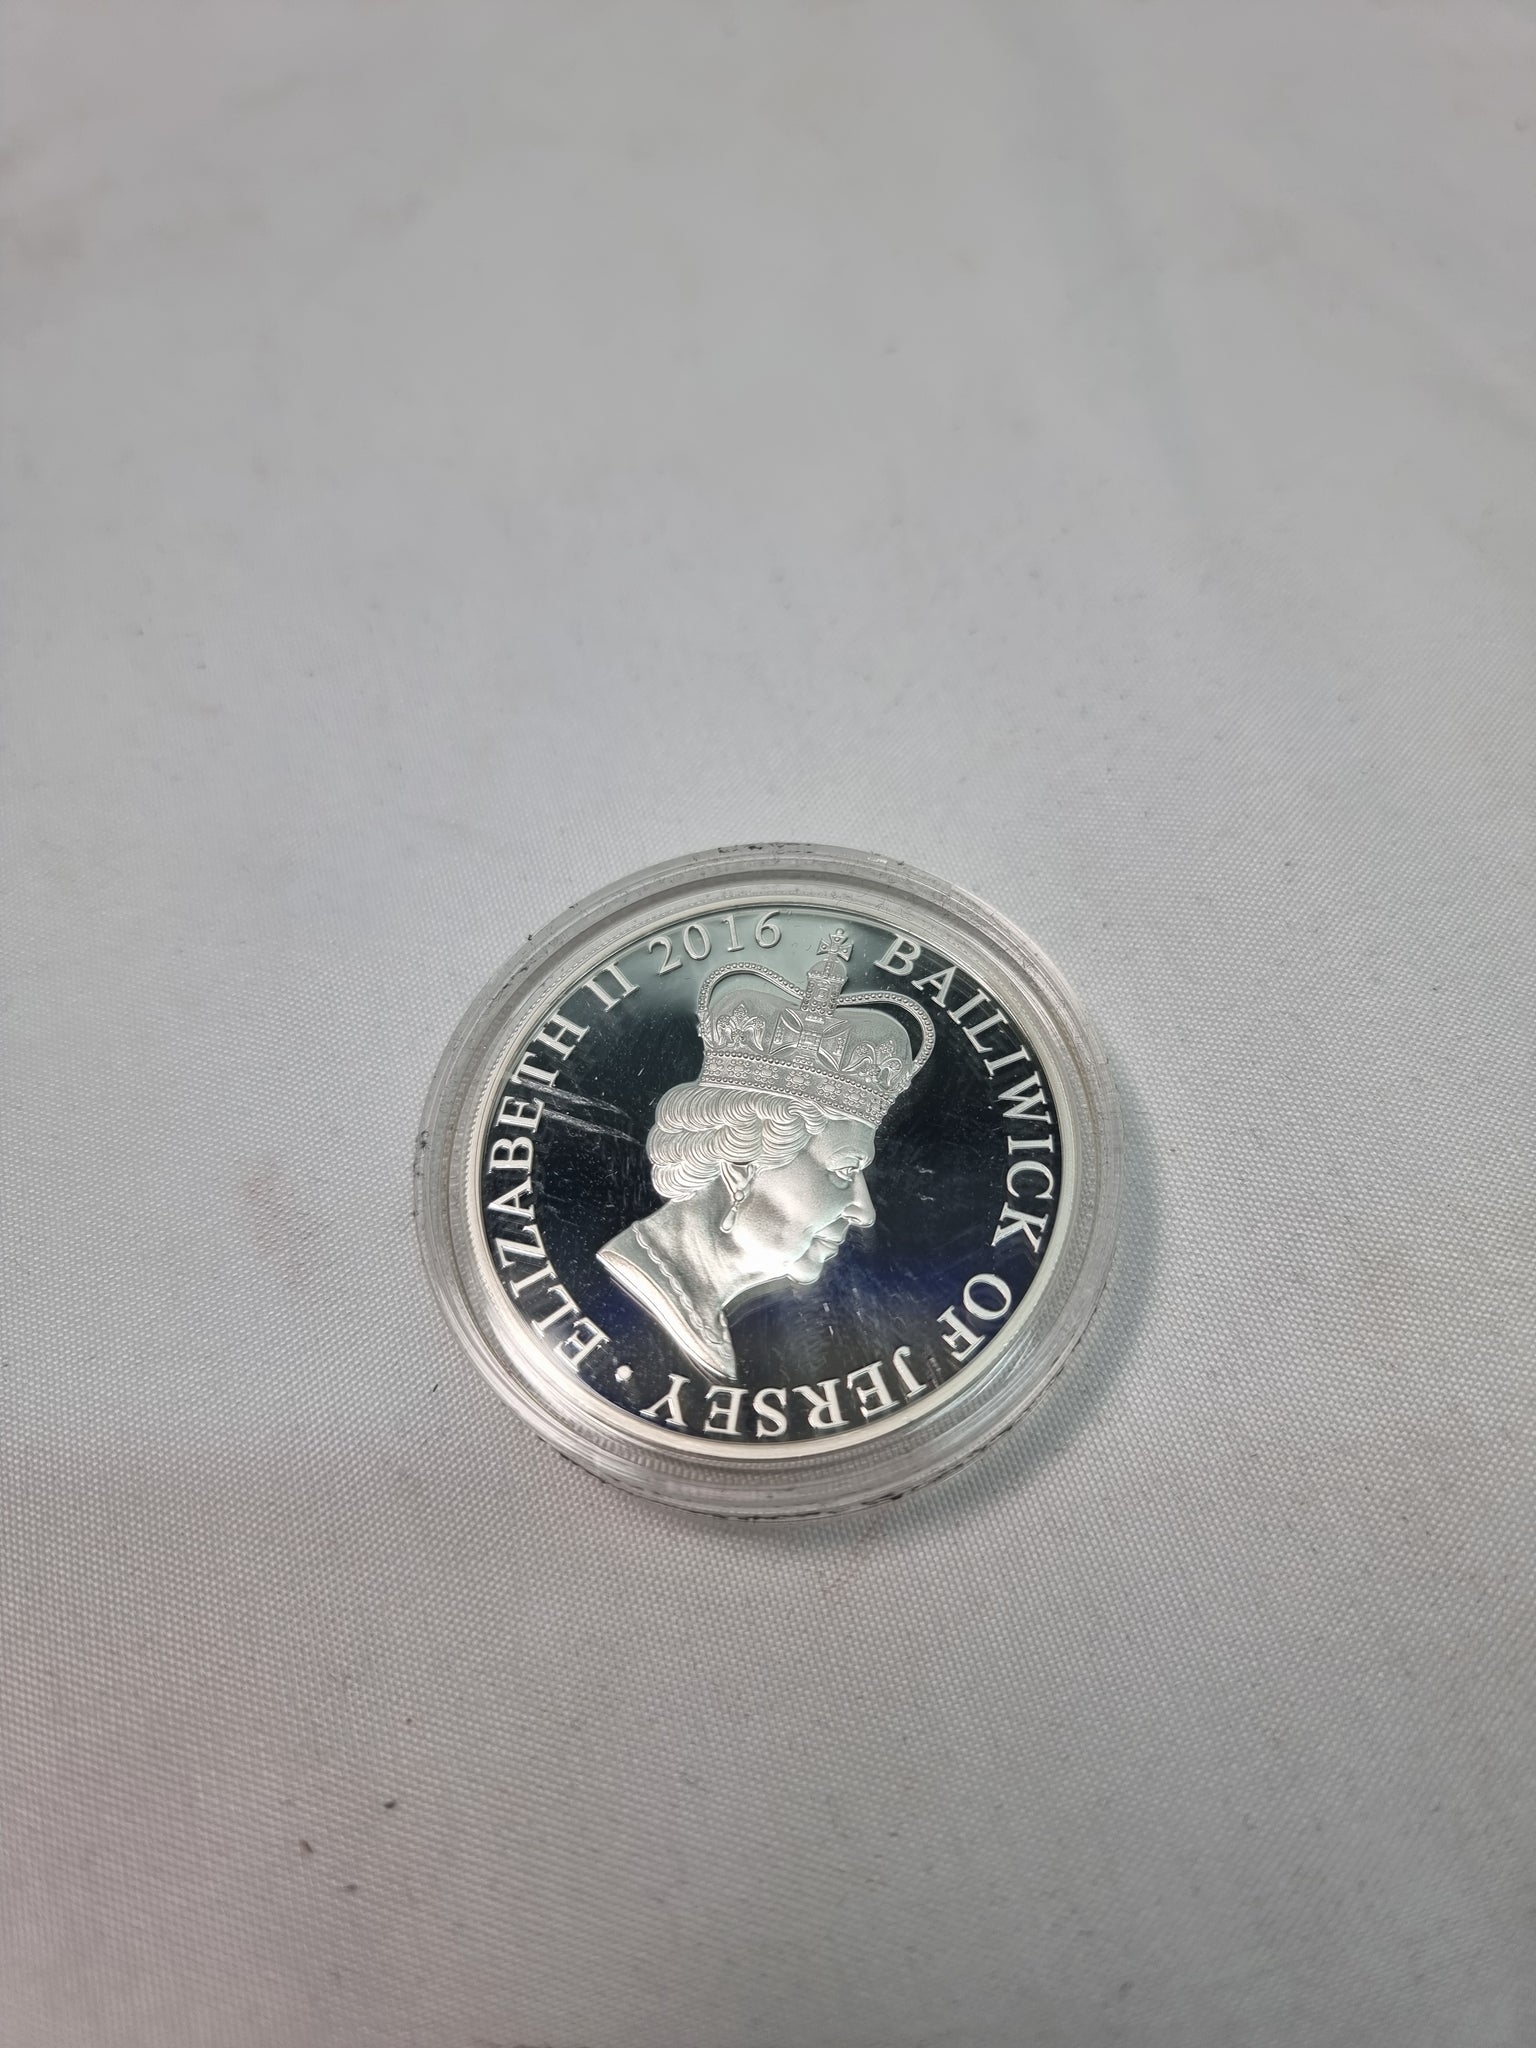 · ELIZABETH II 2016 BAILIWICK OF JERSEY